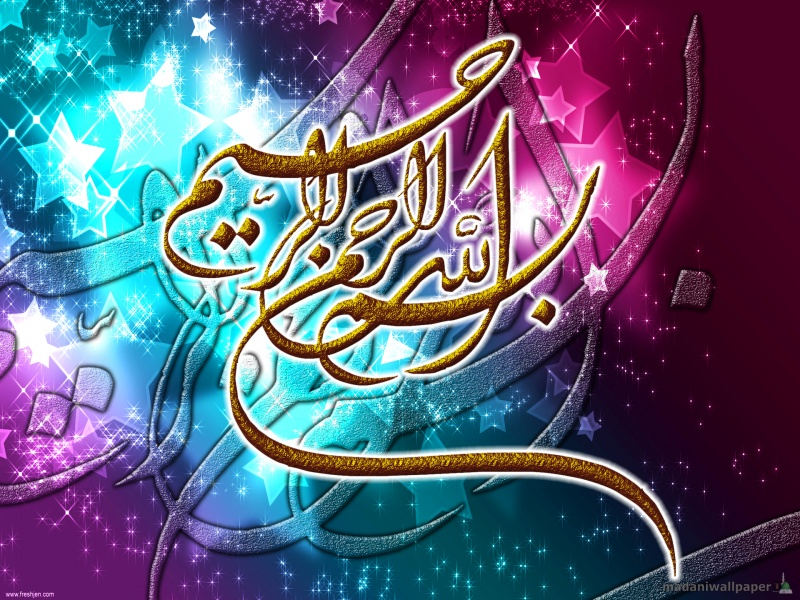 بسم الله الرحمن الرحيم
www.freshjen.com
madaniwallpaper